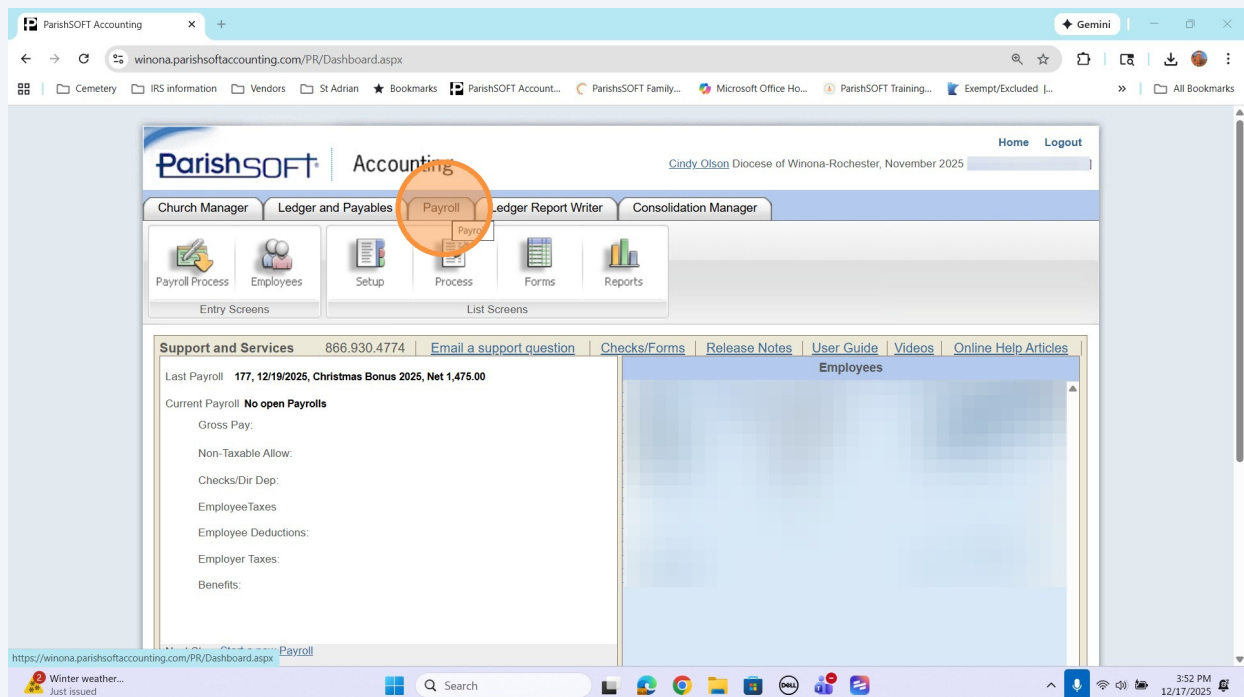 ParishSOFT Accounting
Gemini
winona.parishsoftaccounting.com/PR/Dashboard.aspx
Cemetery IRS information Vendors St Adrian Bookmarks ParishSOFT Account... ParishsSOFT Family... Microsoft Office Ho... ParishSOFT Training... Exempt/Excluded |... » All Bookmarks
Home Logout
ParishSOFT Accounting
Cindy Olson Diocese of Winona-Rochester, November 2025
Church Manager Ledger and Payables Payroll Ledger Report Writer Consolidation Manager
Payroll
Payroll Process Employees Setup Process Forms Reports
Entry Screens List Screens
Support and Services 866.930.4774 Email a support question Checks/Forms Release Notes User Guide Videos Online Help Articles
Employees
Last Payroll 177, 12/19/2025, Christmas Bonus 2025, Net 1,475.00
Current Payroll No open Payrolls
Gross Pay:
Non-Taxable Allow:
Checks/Dir Dep:
EmployeeTaxes
Employee Deductions:
Employer Taxes:
Benefits:
Start a new Payroll
https://winona.parishsoftaccounting.com/PR/Dashboard.aspx
2
Winter weather...
Just issued
Search
DELL
3:52 PM
12/17/2025